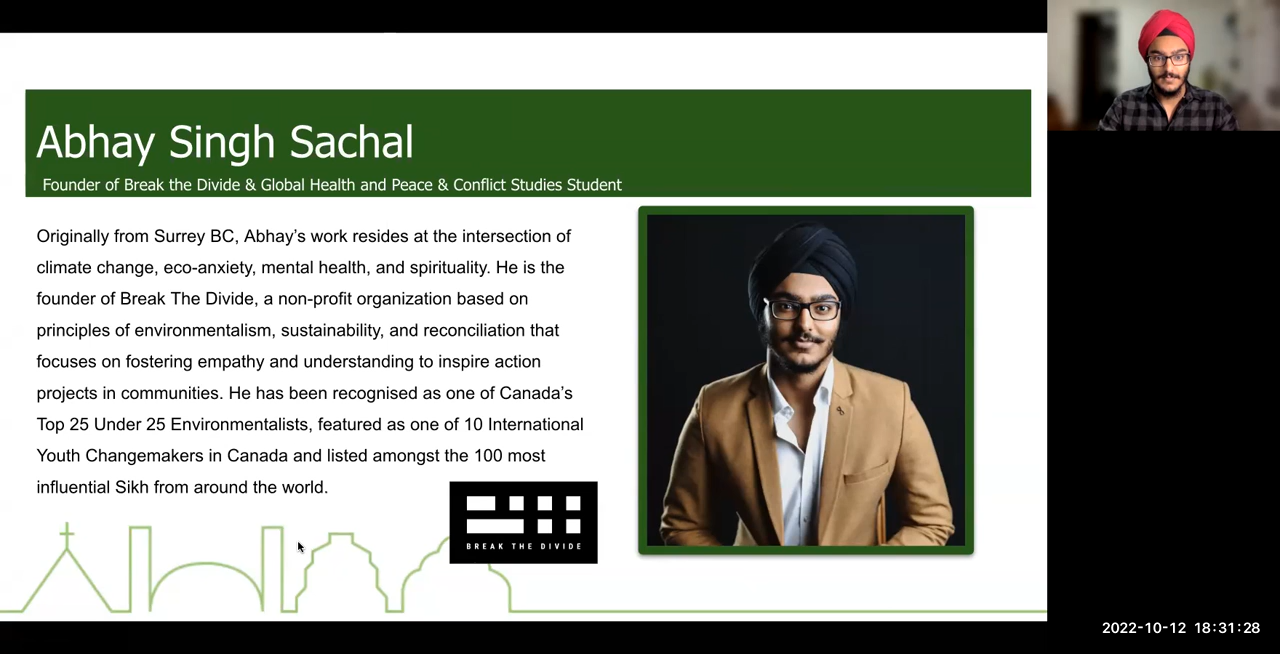 Abhay Singh Sachal
Founder of Break the Divide & Global Health and Peace & Conflict Studies Student
Originally from Surrey BC, Abhay’s work resides at the intersection of
climate change, eco-anxiety, mental health, and spirituality. He is the
founder of Break The Divide, a non-profit organization based on
principles of environmentalism, sustainability, and reconciliation that
focuses on fostering empathy and understanding to inspire action
projects in communities. He has been recognised as one of Canada’s
Top 25 Under 25 Environmentalists, featured as one of 10 International
Youth Changemakers in Canada and listed amongst the 100 most
influential Sikh from around the world.
BREAK THE DIVIDE
2022-10-12 18:31:28